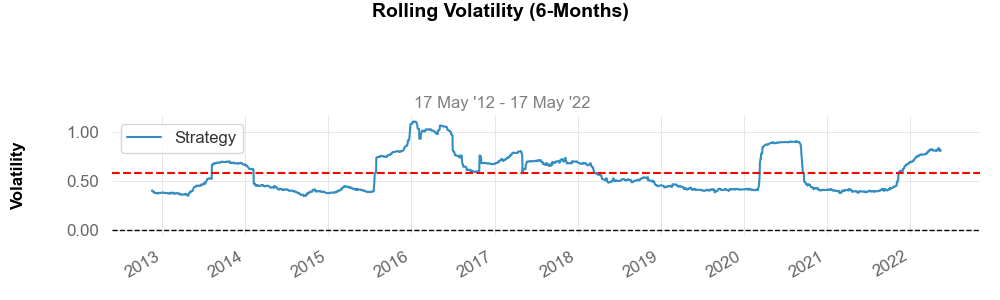 Rolling Volatility (6-Months)
17 May '12 - 17 May '22
Volatility
1.00
0.50
0.00
Strategy
2013 2014 2015 2016 2017 2018 2019 2020 2021 2022